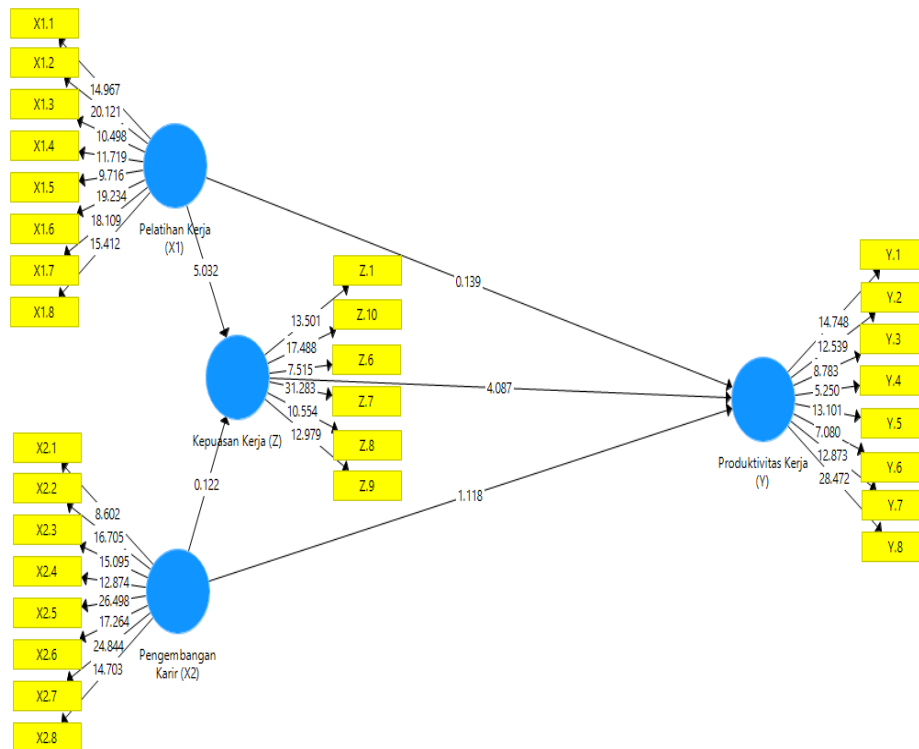 X1.1
X1.2
X1.3
X1.4
X1.5
X1.6
X1.7
X1.8
14.967
20.121
10.498
11.719
9.716
19.234
18.109
15.412
Pelatihan Kerja
(X1)
5.032
0.139
Z.1
Z.10
Z.6
Z.7
Z.8
Z.9
13.501
17.488
7.515
31.283
10.554
12.979
Kepuasan Kerja (Z)
4.087
0.122
1.118
X2.1
X2.2
X2.3
X2.4
X2.5
X2.6
X2.7
X2.8
8.602
16.705
15.095
12.874
26.498
17.264
24.844
14.703
Pengembangan
Karir (X2)
Y.1
Y.2
Y.3
Y.4
Y.5
Y.6
Y.7
Y.8
14.748
12.539
8.783
5.250
13.101
7.080
12.873
28.472
Produktivitas Kerja
(Y)